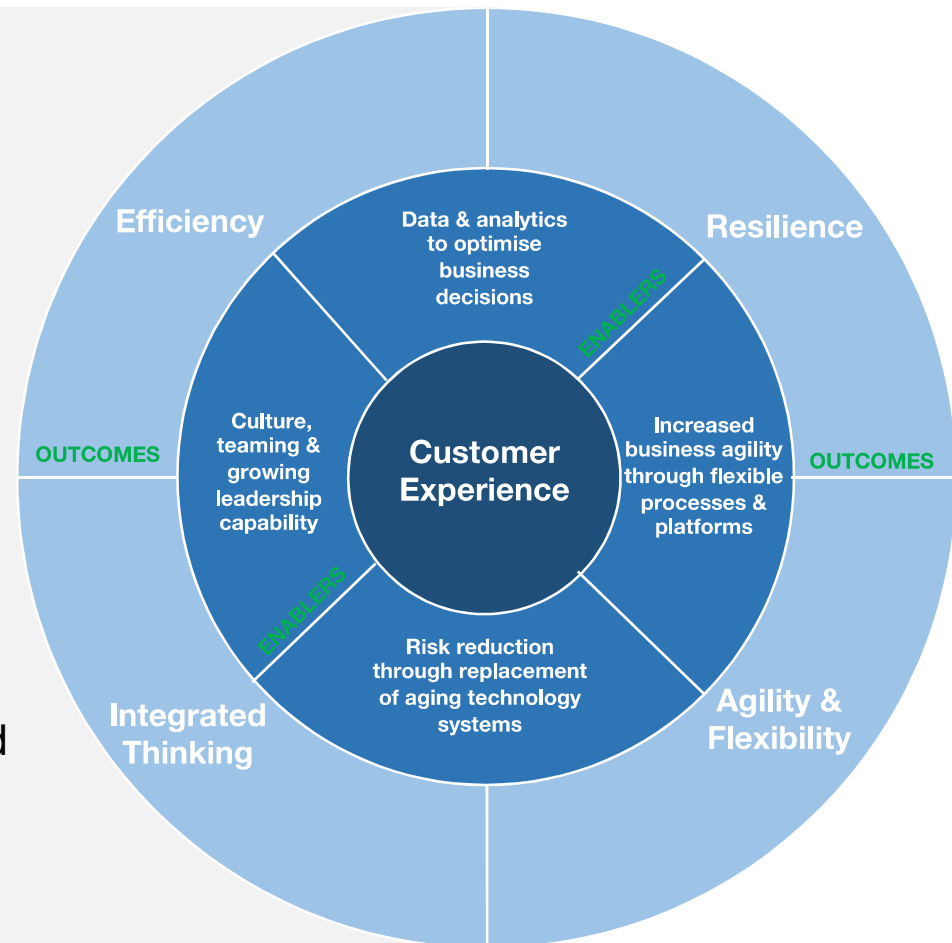 Efficiency
Data & analytics
to optimise
business
decisions
Resilience
ENABLERS
OUTCOMES
Culture,
teaming &
growing
leadership
capability
Customer
Experience
Increased
business agility
through flexible
processes &
platforms
OUTCOMES
ENABLERS
Risk reduction
through replacement
of aging technology
systems
Integrated
Thinking
Agility &
Flexibility